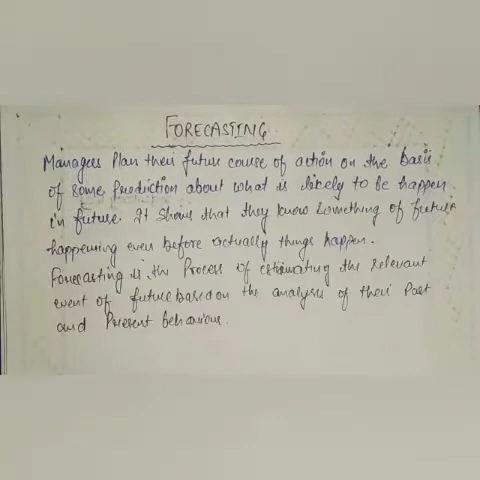 FORECASTING
Managers Plan their future course of action on the basis
of some prediction about what is likely to be happen
in future. It shows that they know something of future
happening even before actually things happen.
Forecasting is the Process of estimating the relevant
event of future based on the analysis of their Past
and Present behaviour.